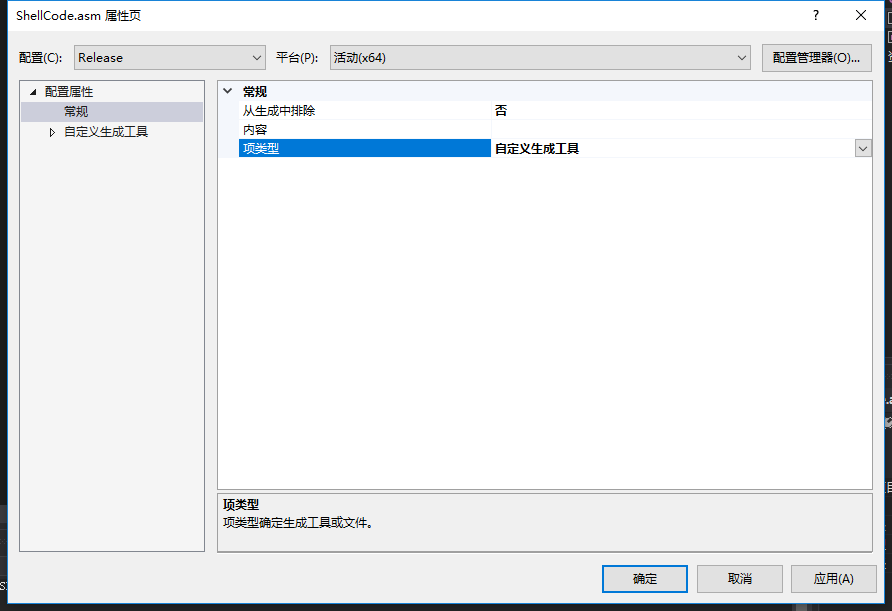 ShellCode.asm 属性页
配置(C): Release 平台(P): 活动(x64) 配置管理器(O)...
配置属性
常规
自定义生成工具
常规
从生成中排除 否
内容
项类型 自定义生成工具
项类型
项类型确定生成工具或文件。
确定 取消 应用(A)